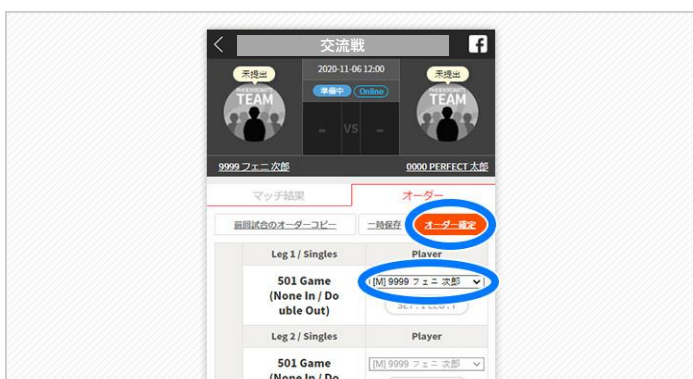 交流戦
未提出
2020-11-06 12:00
未提出
準備中
Online
PHOENIXDARTS
TEAM
PHOENIXDARTS
TEAM
- VS -
9999 フェニ 次郎
0000 PERFECT 太郎
マッチ結果
オーダー
前回試合のオーダーコピー
一時保存
オーダー確定
Leg 1 / Singles
Player
501 Game
(None In / Do
uble Out)
[M] 9999 フェニ 次郎
Leg 2 / Singles
Player
501 Game
(None In / Do
[M] 9999 フェニ 次郎